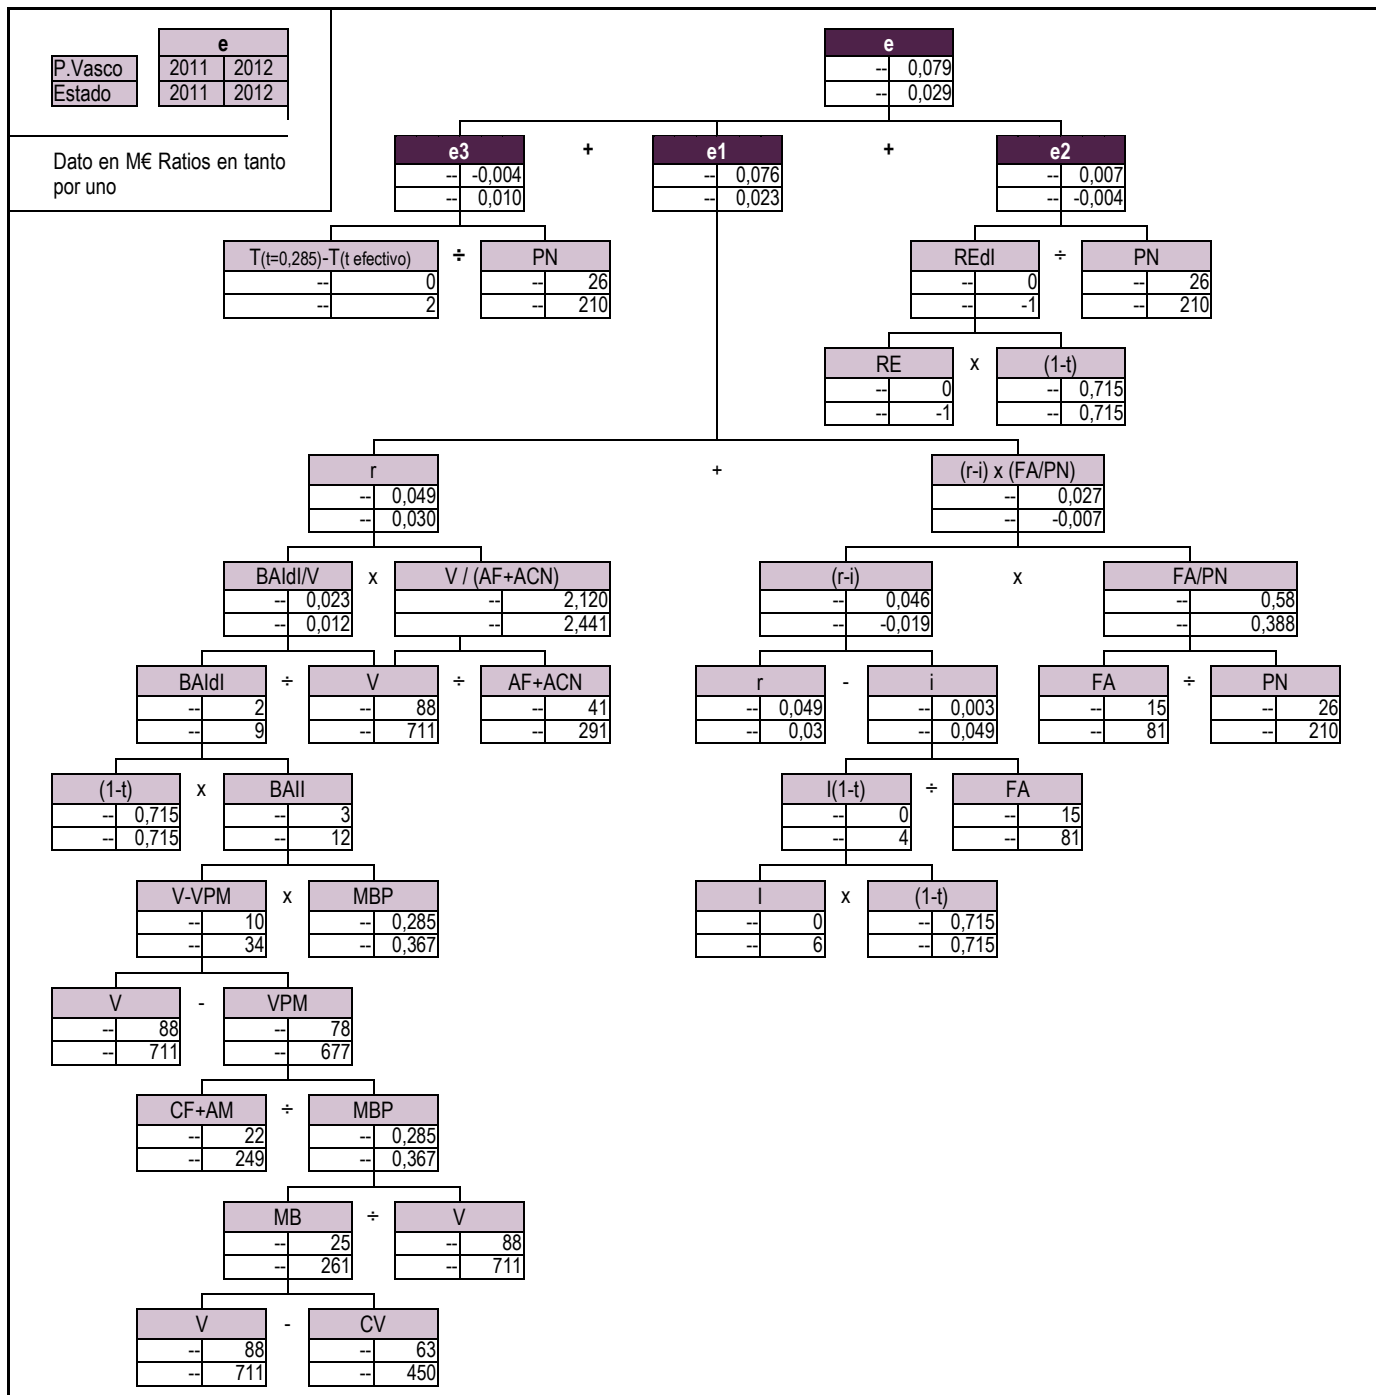 e
P.Vasco 2011 2012
Estado 2011 2012
Dato en M€ Ratios en tanto
por uno
e
-- 0,079
-- 0,029
e3 + e1 + e2
-- -0,004 -- 0,076 -- 0,007
-- 0,010 -- 0,023 -- -0,004
T(t=0,285)-T(t efectivo) ÷ PN REdI ÷ PN
-- 0 -- 26 -- 0 -- 26
-- 2 -- 210 -- -1 -- 210
RE x (1-t)
-- 0 -- 0,715
-- -1 -- 0,715
r + (r-i) x (FA/PN)
-- 0,049 -- 0,027
-- 0,030 -- -0,007
BAIdI/V x V / (AF+ACN) (r-i) x FA/PN
-- 0,023 -- 2,120 -- 0,046 -- 0,58
-- 0,012 -- 2,441 -- -0,019 -- 0,388
BAIdI ÷ V ÷ AF+ACN r - i FA ÷ PN
-- 2 -- 88 -- 41 -- 0,049 -- 0,003 -- 15 -- 26
-- 9 -- 711 -- 291 -- 0,03 -- 0,049 -- 81 -- 210
(1-t) x BAII I(1-t) ÷ FA
-- 0,715 -- 3 -- 0 -- 15
-- 0,715 -- 12 -- 4 -- 81
V-VPM x MBP I x (1-t)
-- 10 -- 0,285 -- 0 -- 0,715
-- 34 -- 0,367 -- 6 -- 0,715
V - VPM
-- 88 -- 78
-- 711 -- 677
CF+AM ÷ MBP
-- 22 -- 0,285
-- 249 -- 0,367
MB ÷ V
-- 25 -- 88
-- 261 -- 711
V - CV
-- 88 -- 63
-- 711 -- 450